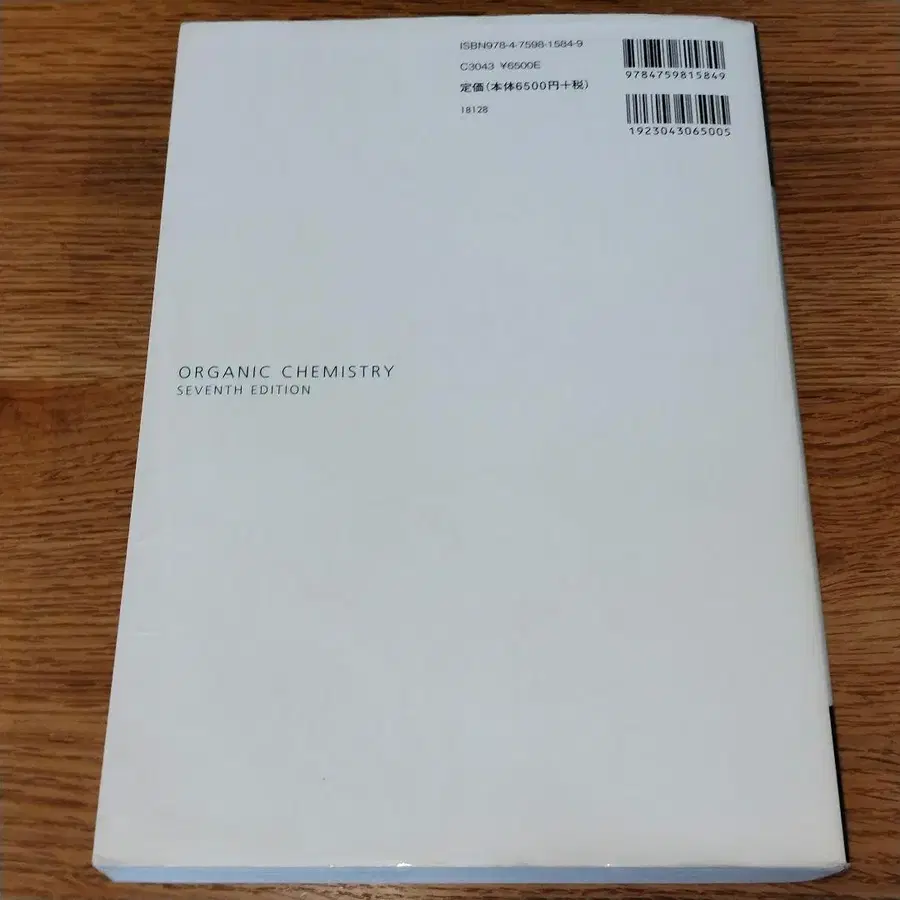 ISBN978-4-7598-1584-9
C3043 ¥6500E
定価(本体6500円+税)
18128
9784759815849
1923043065005
ORGANIC CHEMISTRY
SEVENTH EDITION